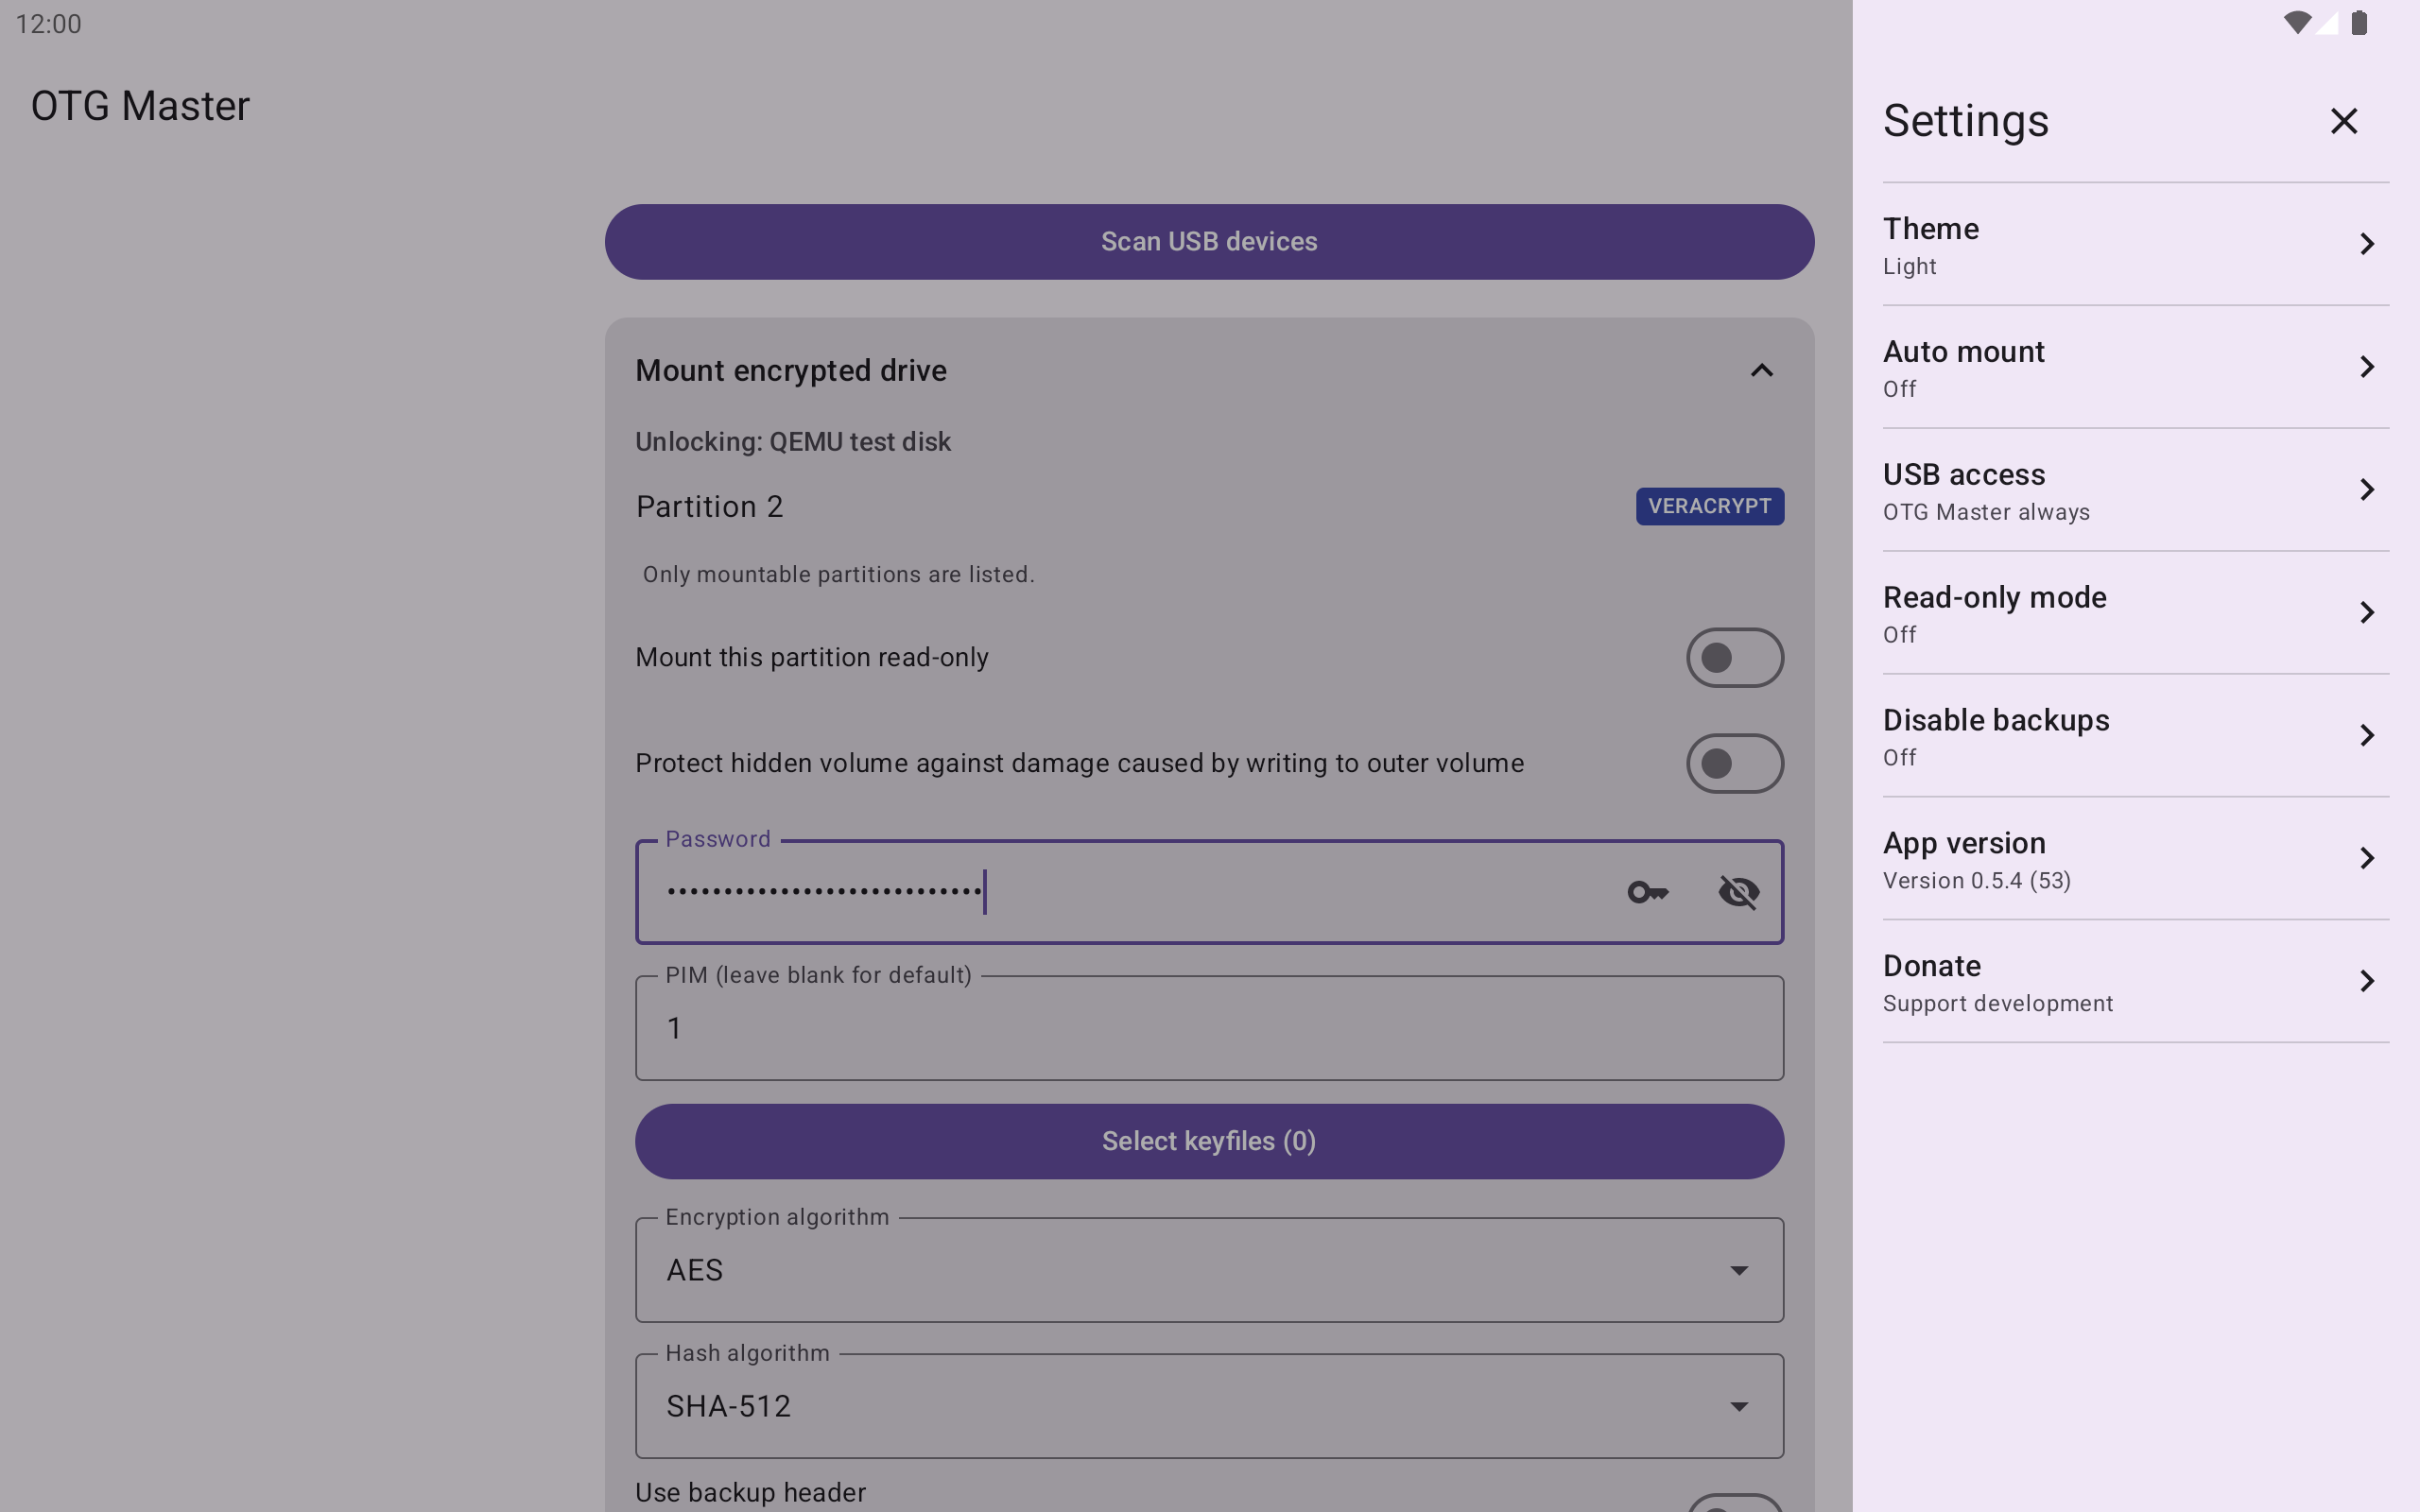 12:00
OTG Master
Scan USB devices
Mount encrypted drive
Unlocking: QEMU test disk
Partition 2
VERACRYPT
Only mountable partitions are listed.
Mount this partition read-only
Protect hidden volume against damage caused by writing to outer volume
Password
••••••••••••••••••••••••••••
PIM (leave blank for default)
1
Select keyfiles (0)
Encryption algorithm
AES
Hash algorithm
SHA-512
Use backup header
Settings
Theme
Light
Auto mount
Off
USB access
OTG Master always
Read-only mode
Off
Disable backups
Off
App version
Version 0.5.4 (53)
Donate
Support development